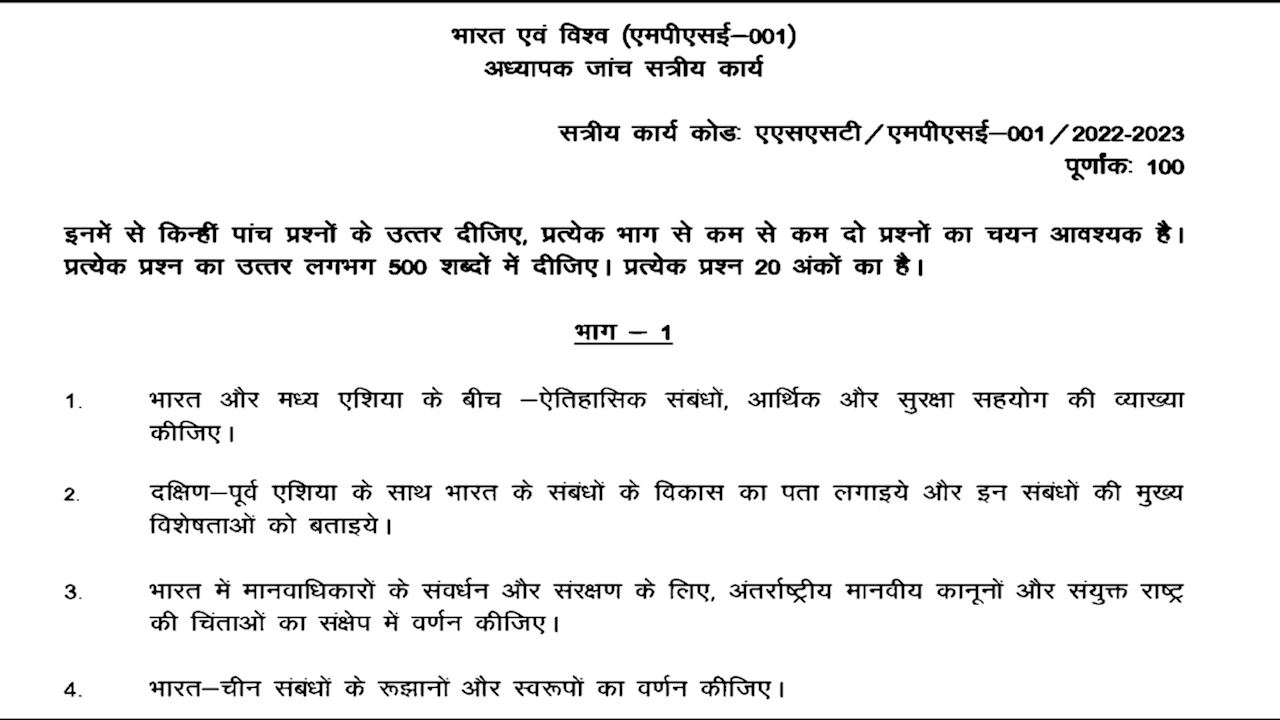 भारत एवं विश्व (एमपीएसई–001)
अध्यापक जांच सत्रीय कार्य
सत्रीय कार्य कोडः एएसएसटी/एमपीएसई–001/2022-2023
पूर्णांकः 100
इनमें से किन्हीं पांच प्रश्नों के उत्तर दीजिए, प्रत्येक भाग से कम से कम दो प्रश्नों का चयन आवश्यक है।
प्रत्येक प्रश्न का उत्तर लगभग 500 शब्दों में दीजिए। प्रत्येक प्रश्न 20 अंकों का है।
भाग – 1
1. भारत और मध्य एशिया के बीच –ऐतिहासिक संबंधों, आर्थिक और सुरक्षा सहयोग की व्याख्या
कीजिए।
2. दक्षिण–पूर्व एशिया के साथ भारत के संबंधों के विकास का पता लगाइये और इन संबंधों की मुख्य
विशेषताओं को बताइये।
3. भारत में मानवाधिकारों के संवर्धन और संरक्षण के लिए, अंतर्राष्ट्रीय मानवीय कानूनों और संयुक्त राष्ट्र
की चिंताओं का संक्षेप में वर्णन कीजिए।
4. भारत–चीन संबंधों के रूझानों और स्वरूपों का वर्णन कीजिए।